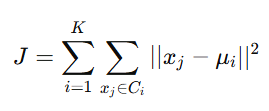 J = \sum_{i=1}^{K} \sum_{x_j \in C_i} ||x_j - \mu_i||^2